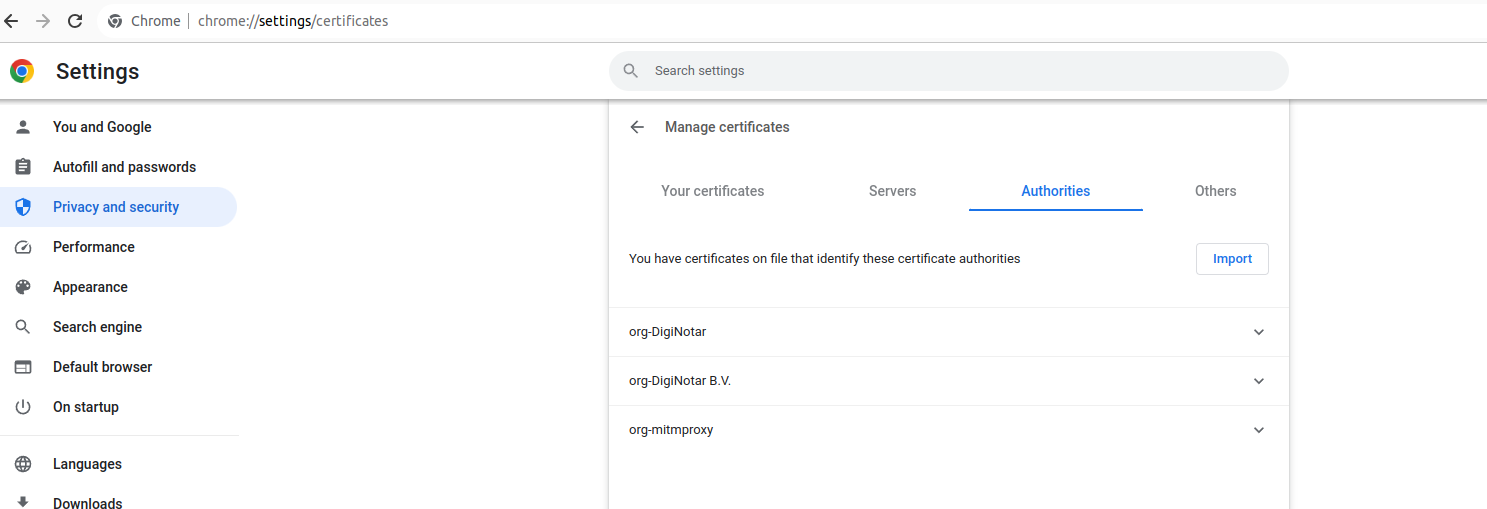 Chrome | chrome://settings/certificates
Settings
Search settings
You and Google
Autofill and passwords
Privacy and security
Performance
Appearance
Search engine
Default browser
On startup
Languages
Downloads
Manage certificates
Your certificates Servers Authorities Others
You have certificates on file that identify these certificate authorities Import
org-DigiNotar
org-DigiNotar B.V.
org-mitmproxy